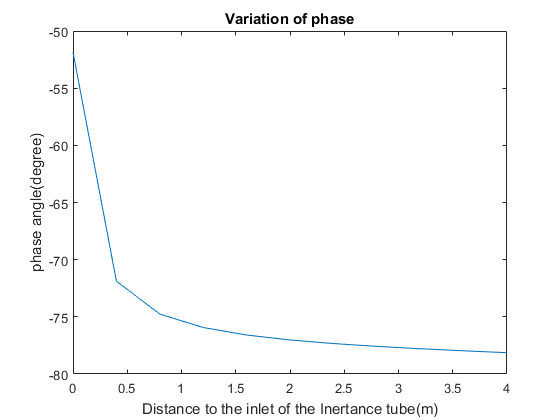 Variation of phase
-50
-55
-60
-65
-70
-75
-80
phase angle(degree)
0 0.5 1 1.5 2 2.5 3 3.5 4
Distance to the inlet of the Inertance tube(m)